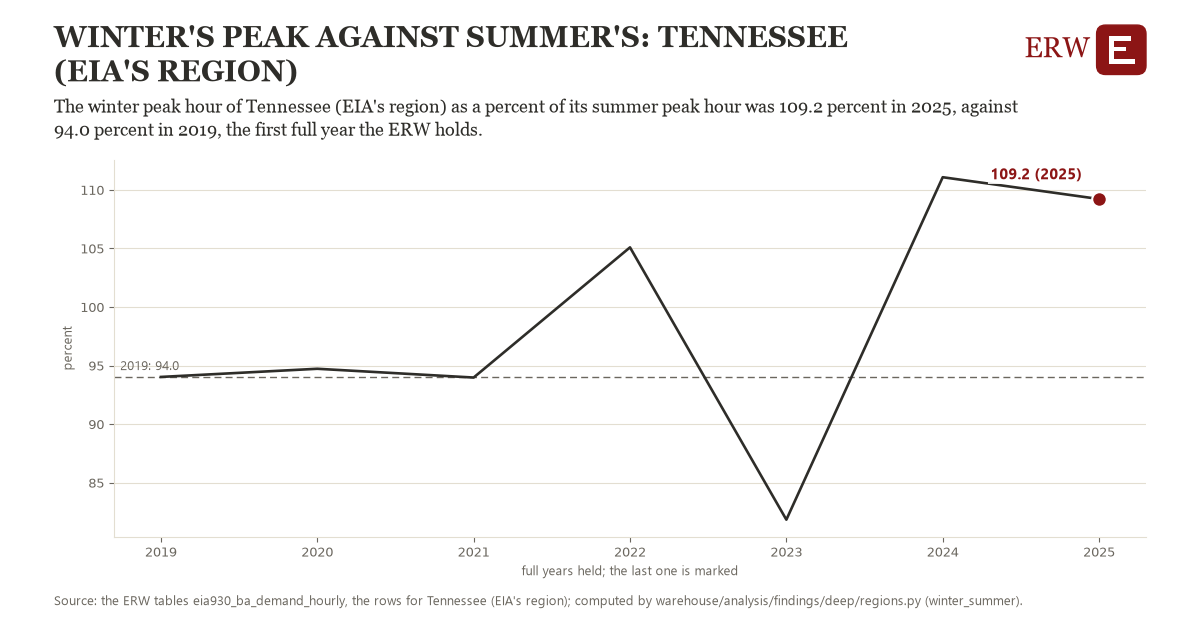 WINTER'S PEAK AGAINST SUMMER'S: TENNESSEE
(EIA'S REGION)
ERW E
The winter peak hour of Tennessee (EIA's region) as a percent of its summer peak hour was 109.2 percent in 2025, against
94.0 percent in 2019, the first full year the ERW holds.
109.2 (2025)
110
105
100
95
90
85
percent
2019: 94.0
2019 2020 2021 2022 2023 2024 2025
full years held; the last one is marked
Source: the ERW tables eia930_ba_demand_hourly, the rows for Tennessee (EIA's region); computed by warehouse/analysis/findings/deep/regions.py (winter_summer).